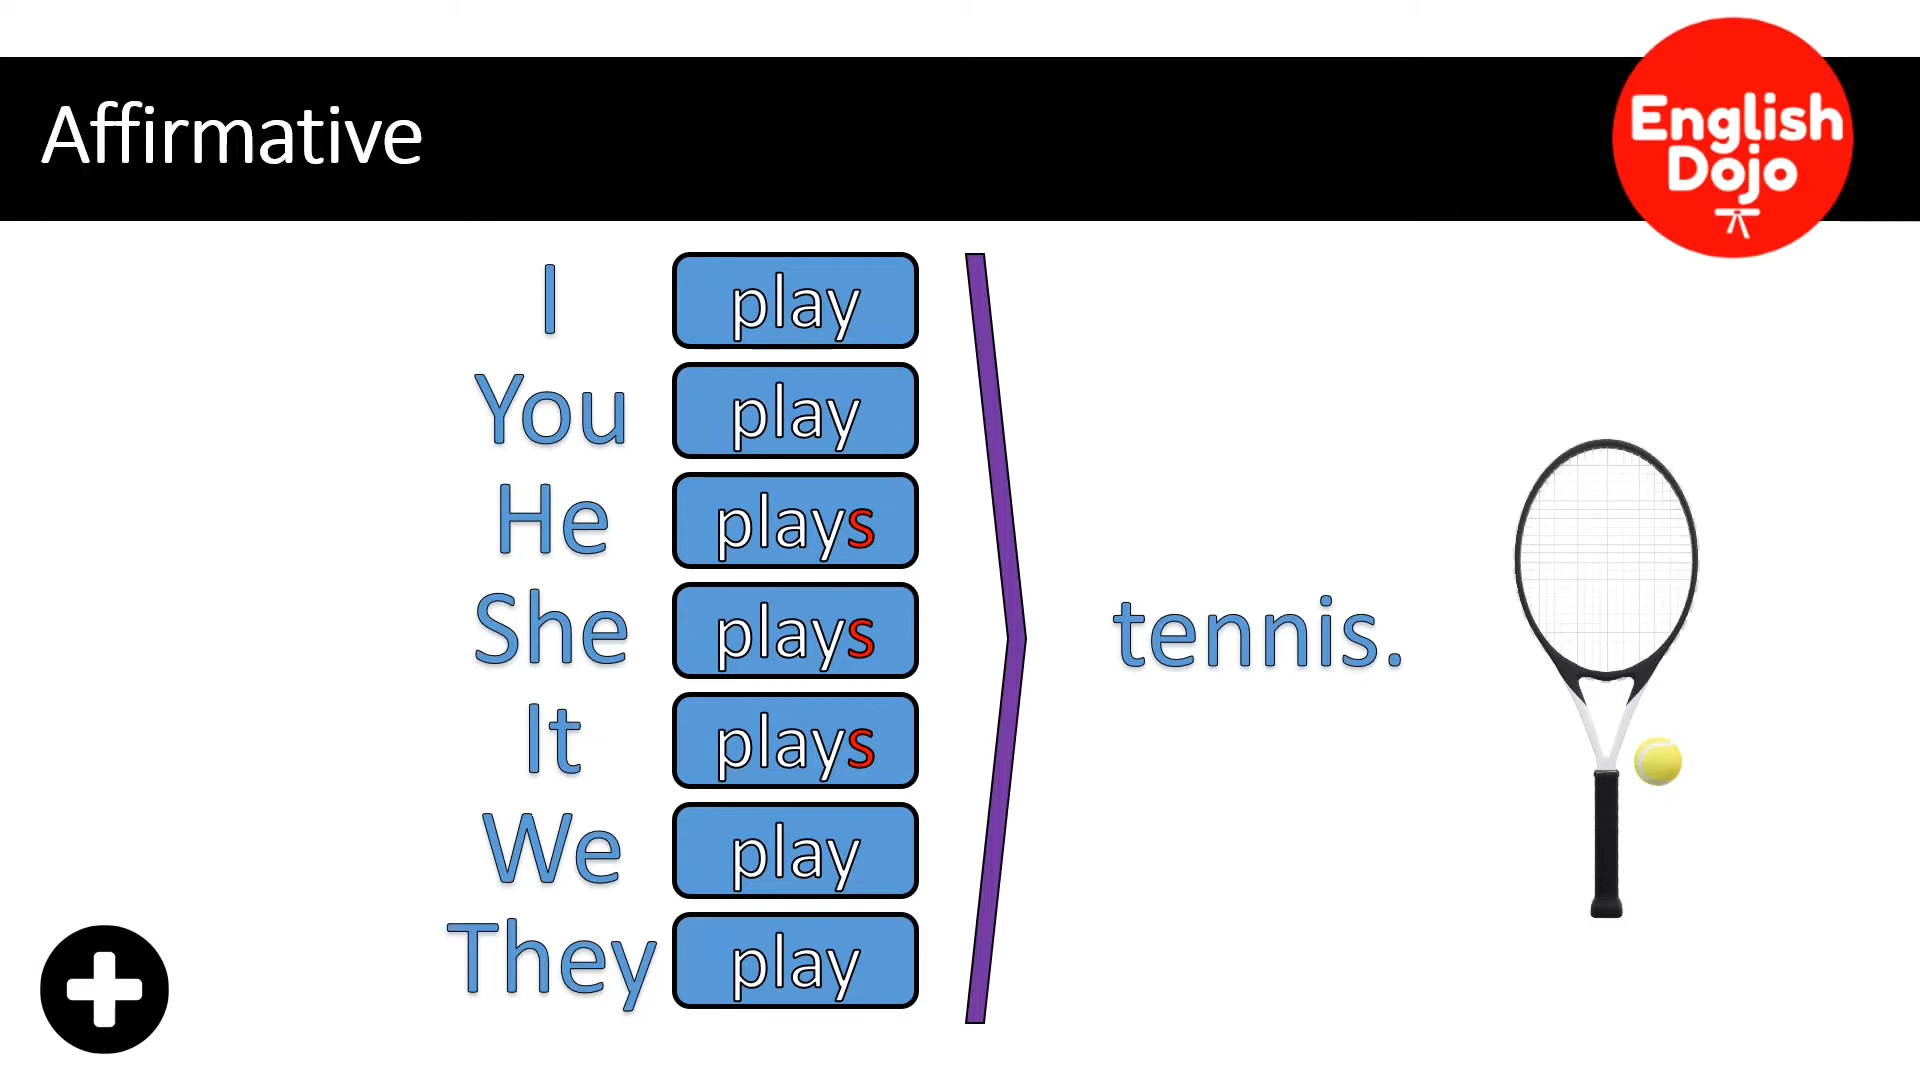 Affirmative
English
Dojo
I play
You play
He plays
She plays
It plays
We play
They play
tennis.